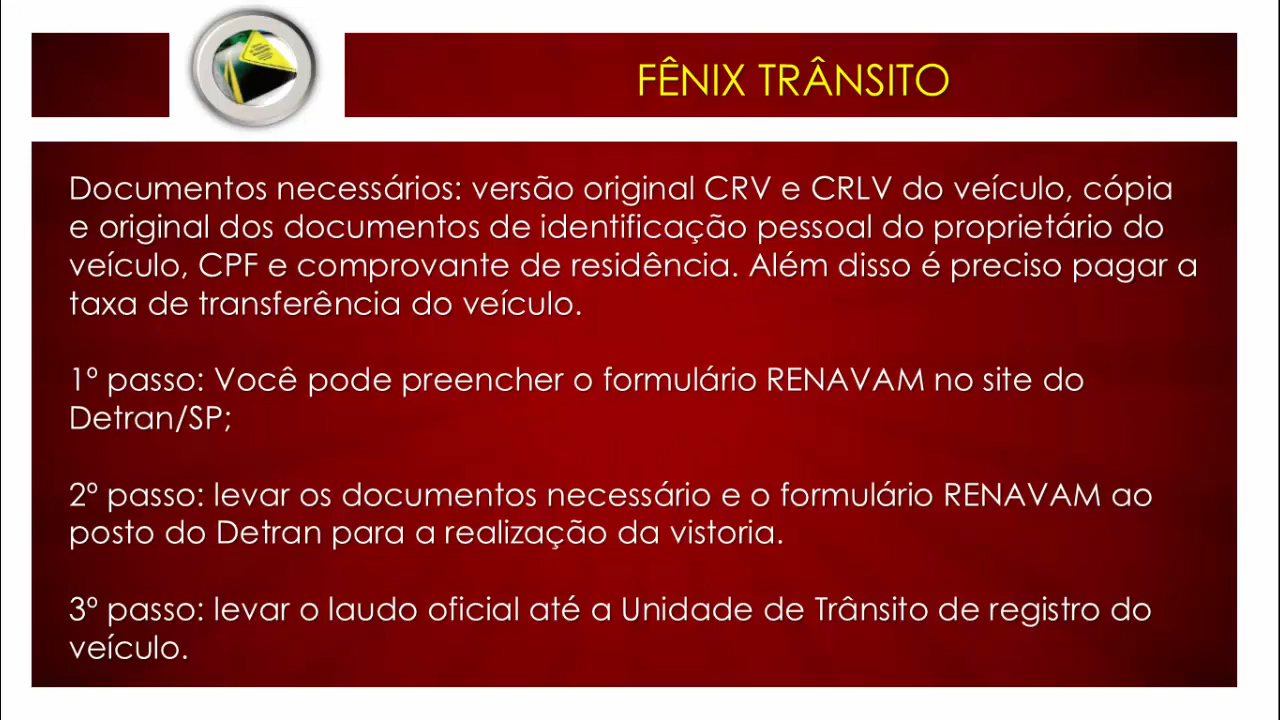 FÊNIX TRÂNSITO
Documentos necessários: versão original CRV e CRLV do veículo, cópia
e original dos documentos de identificação pessoal do proprietário do
veículo, CPF e comprovante de residência. Além disso é preciso pagar a
taxa de transferência do veículo.
1º passo: Você pode preencher o formulário RENAVAM no site do
Detran/SP;
2º passo: levar os documentos necessário e o formulário RENAVAM ao
posto do Detran para a realização da vistoria.
3º passo: levar o laudo oficial até a Unidade de Trânsito de registro do
veículo.